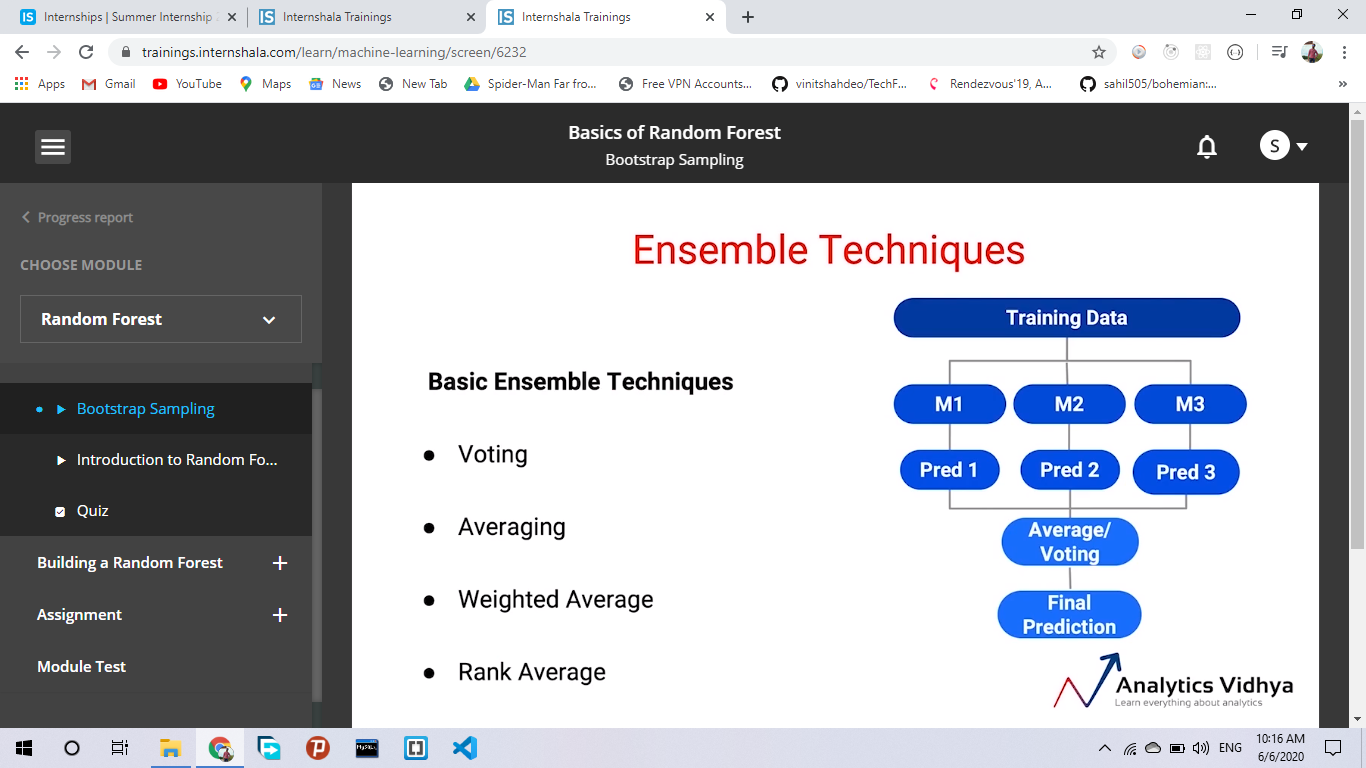 Internships | Summer Internship
Internshala Trainings
Internshala Trainings
trainings.internshala.com/learn/machine-learning/screen/6232
Apps
Gmail
YouTube
Maps
News
New Tab
Spider-Man Far fro...
Free VPN Accounts...
vinitshahdeo/TechF...
Rendezvous'19, A...
sahil505/bohemian:...
Basics of Random Forest
Bootstrap Sampling
S
Progress report
CHOOSE MODULE
Random Forest
Bootstrap Sampling
Introduction to Random Fo...
Quiz
Building a Random Forest
Assignment
Module Test
Ensemble Techniques
Basic Ensemble Techniques
● Voting
● Averaging
● Weighted Average
● Rank Average
Training Data
M1 M2 M3
Pred 1 Pred 2 Pred 3
Average/
Voting
Final
Prediction
Analytics Vidhya
Learn everything about analytics
ENG
10:16 AM
6/6/2020